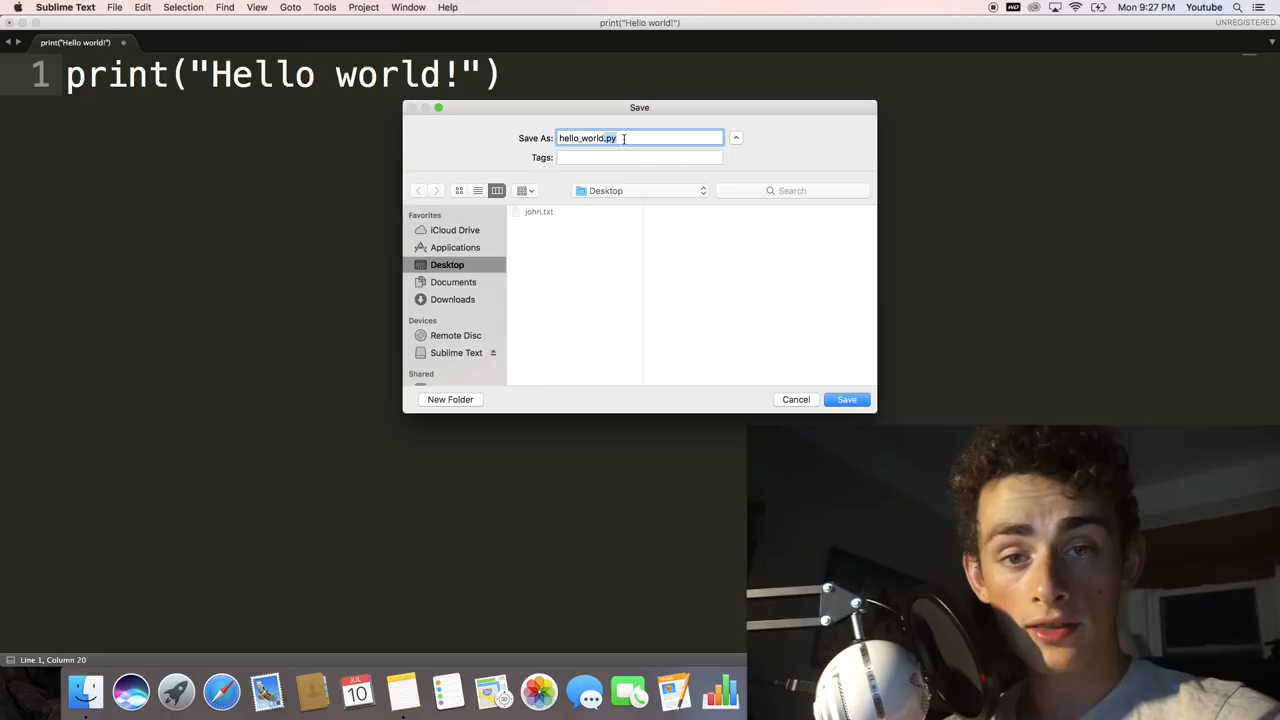 Sublime Text File Edit Selection Find View Goto Tools Project Window Help Mon 9:27 PM Youtube
print("Hello world!") UNREGISTERED
print("Hello world!")
1 print("Hello world!")
Save
Save As: hello_world.py
Tags:
Desktop
Search
Favorites
john.txt
iCloud Drive
Applications
Desktop
Documents
Downloads
Devices
Remote Disc
Sublime Text
Shared
New Folder Cancel Save
Line 1, Column 20
JUL
10